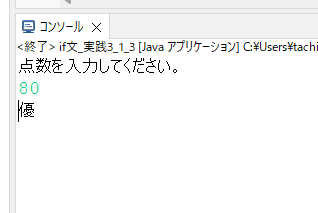 コンソール
<終了> if文_実践3_1_3 [Java アプリケーション] C:¥Users¥tachi
点数を入力してください。
80
優